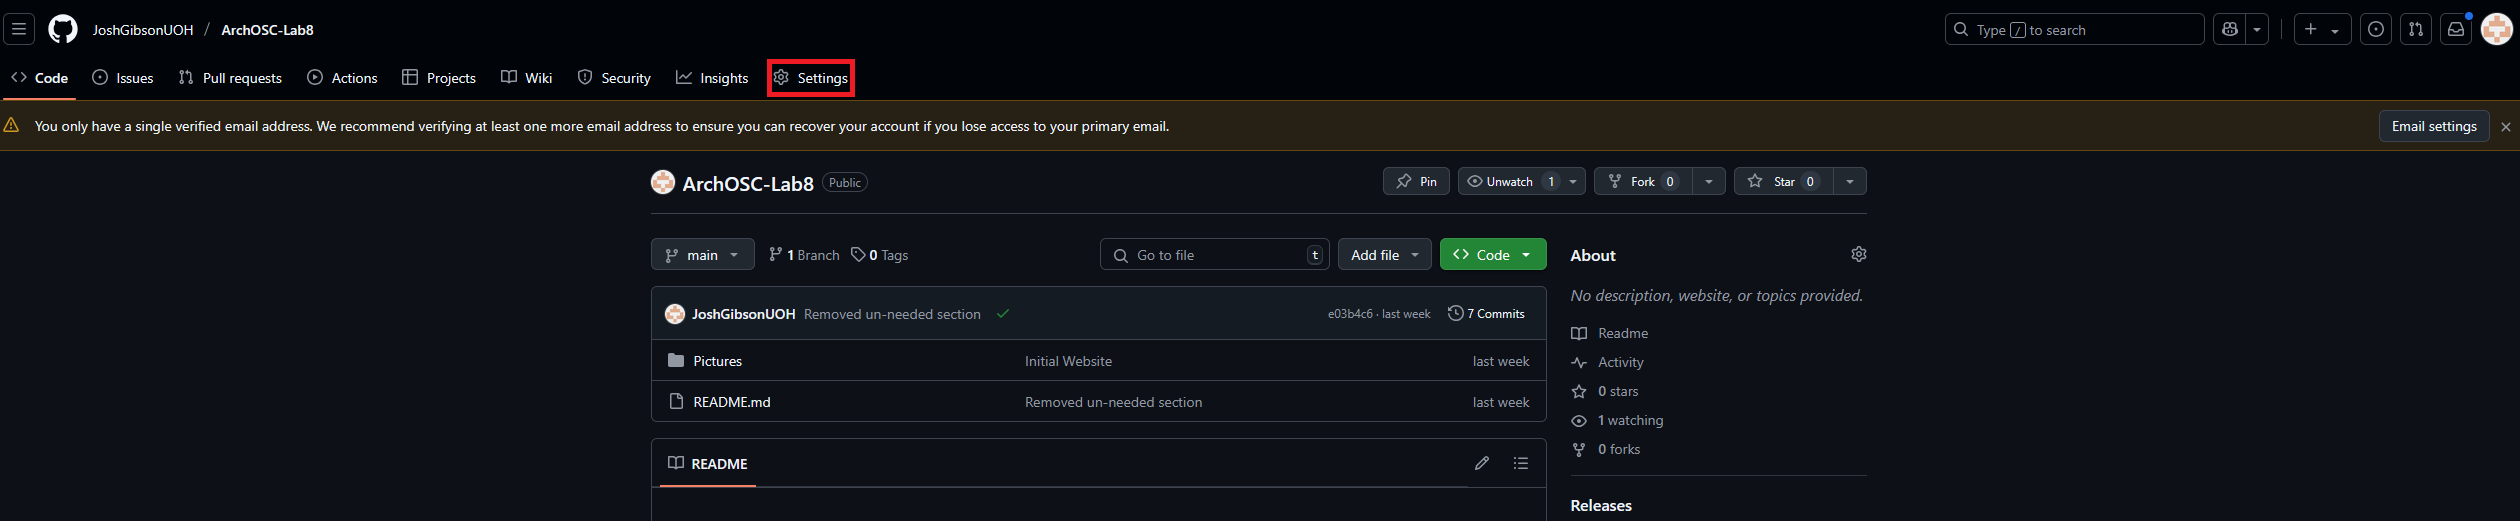 JoshGibsonUOH / ArchOSC-Lab8
Type / to search
Code Issues Pull requests Actions Projects Wiki Security Insights Settings
You only have a single verified email address. We recommend verifying at least one more email address to ensure you can recover your account if you lose access to your primary email.
Email settings
ArchOSC-Lab8 Public
Pin Unwatch 1 Fork 0 Star 0
main 1 Branch 0 Tags
Go to file t Add file Code
JoshGibsonUOH Removed un-needed section e03b4c6 · last week 7 Commits
Pictures Initial Website last week
README.md Removed un-needed section last week
README
About
No description, website, or topics provided.
Readme
Activity
0 stars
1 watching
0 forks
Releases